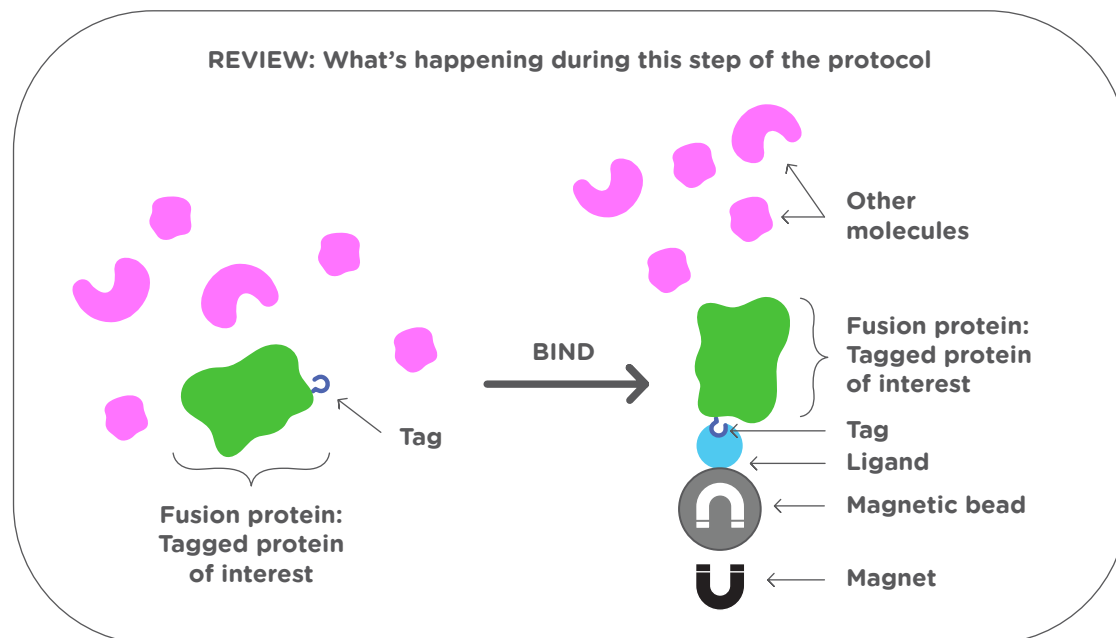 REVIEW: What’s happening during this step of the protocol
Tag
Fusion protein:
Tagged protein
of interest
BIND
Other
molecules
Fusion protein:
Tagged protein
of interest
Tag
Ligand
Magnetic bead
Magnet